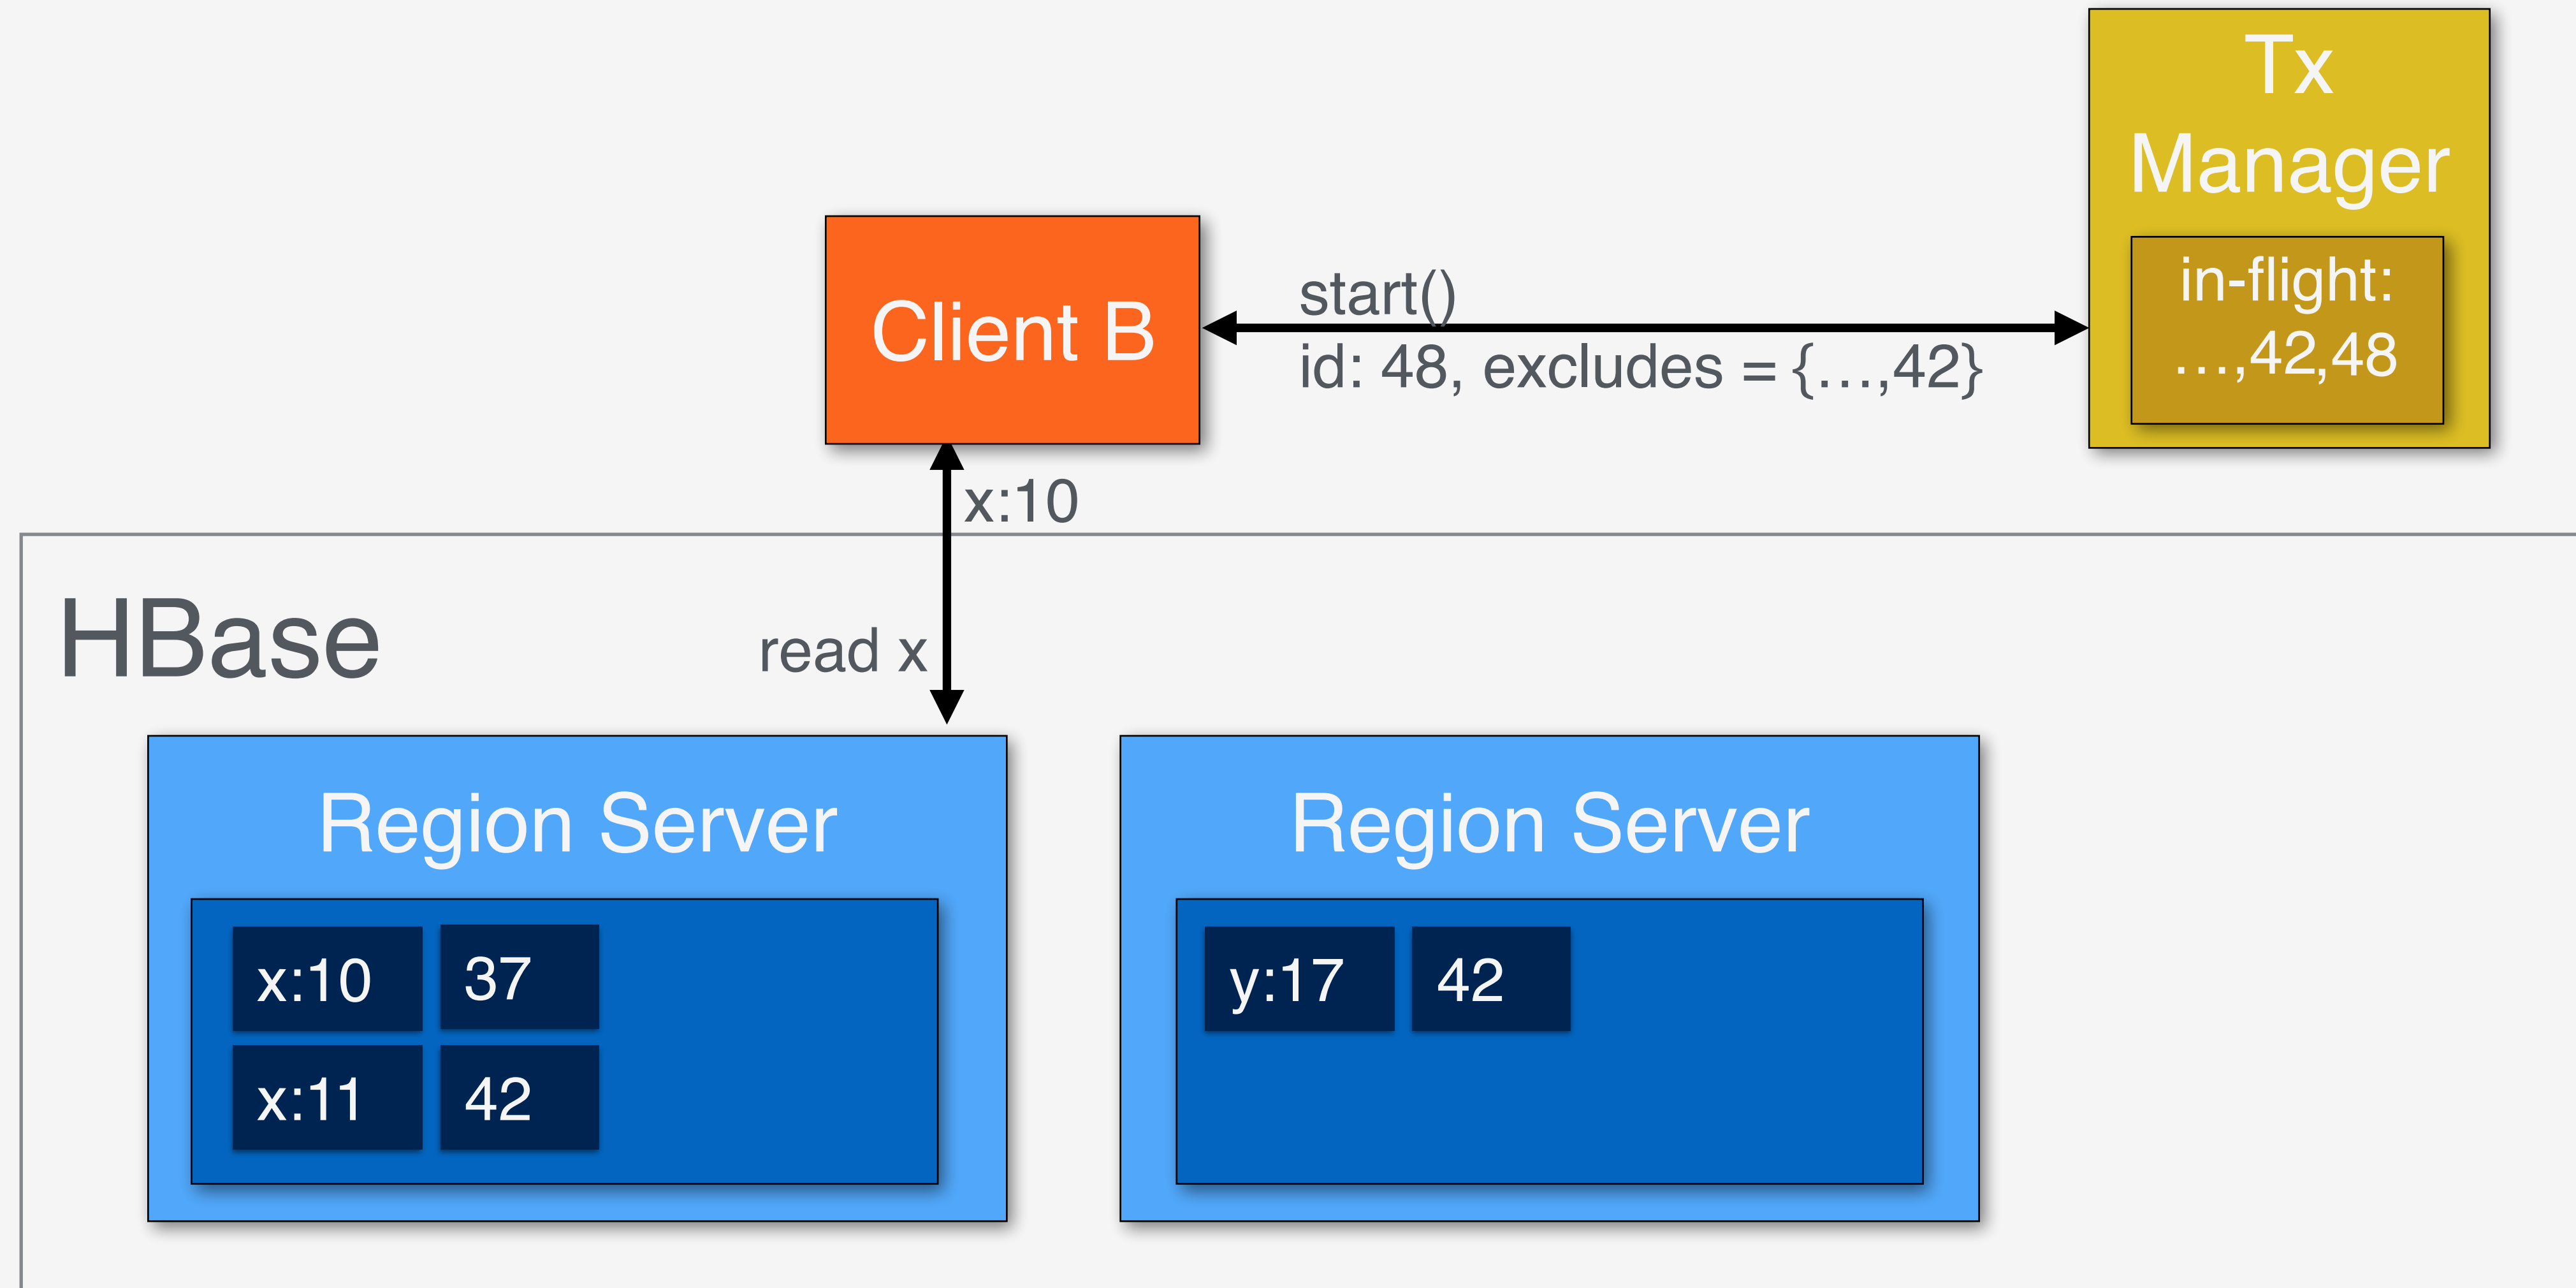 Tx
Manager
in-flight:
…,42,48
Client B
start()
id: 48, excludes = {…,42}
x:10
HBase
read x
Region Server
x:10 37
x:11 42
Region Server
y:17 42